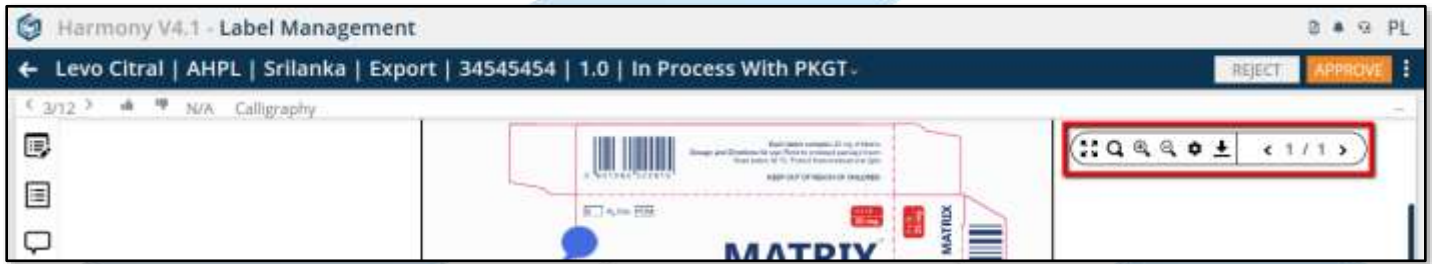 Harmony V4.1 - Label Management
PL
Levo Citral | AHPL | Srilanka | Export | 34545454 | 1.0 | In Process With PKGT
REJECT
APPROVE
3/12
N/A
Calligraphy
1 / 1
KEEP OUT OF REACH OF CHILDREN
MATRIX
MATRIX